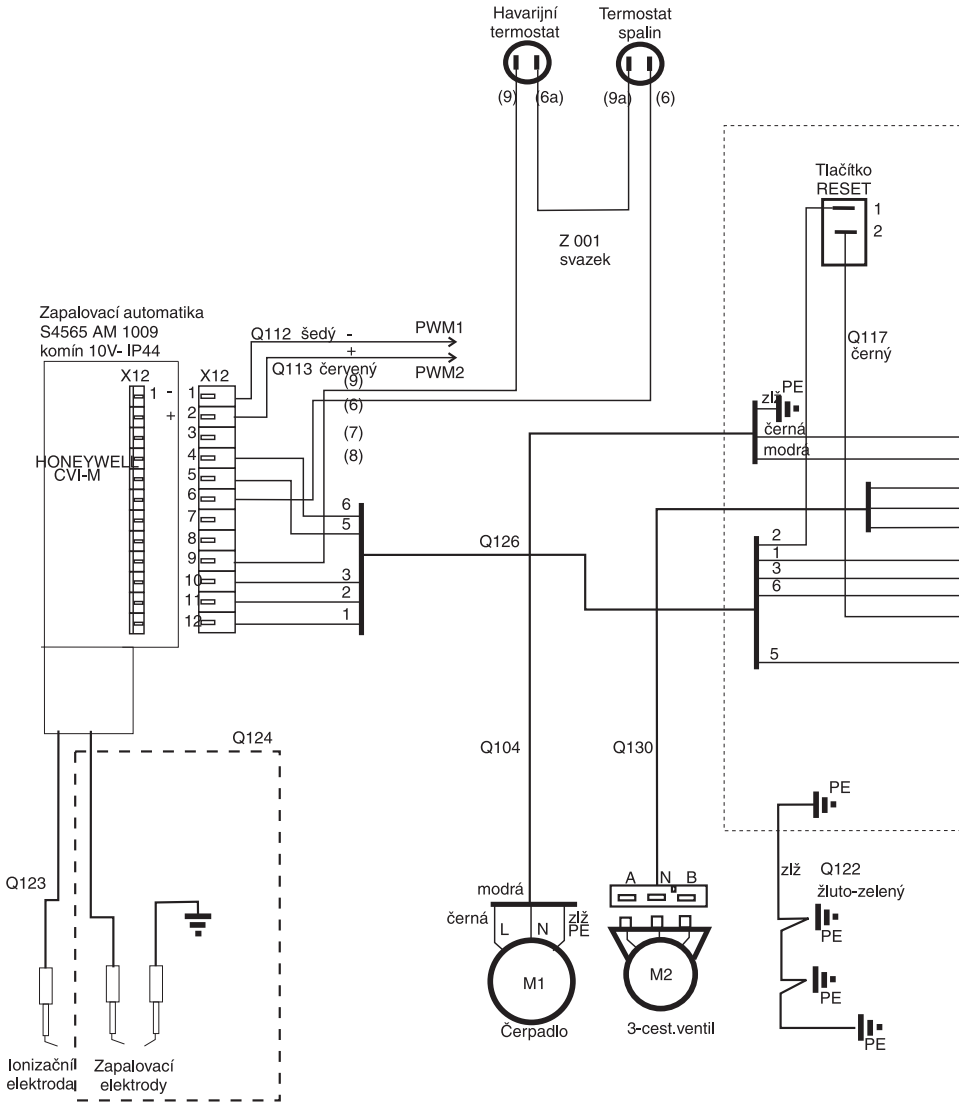 Havarijní
termostat
Termostat
spalin
(9)
(6a)
(9a)
(6)
Z 001
svazek
Tlačítko
RESET
1
2
Q117
černý
Zapalovací automatika
S4565 AM 1009
komín 10V- IP44
Q112 šedý -
PWM1
+
Q113 červený
PWM2
X12
X12
1 -
+
1
2
3
4
5
6
7
8
9
10
11
12
(9)
(6)
(7)
(8)
HONEYWELL
CVI-M
6
5
3
2
1
Q126
zlž
PE
černá
modrá
2
1
3
6
5
Q104
Q130
Q124
Q123
PE
zlž
Q122
žluto-zelený
PE
PE
PE
modrá
černá
L
N
zlž
PE
M1
Čerpadlo
A
N
B
M2
3-cest.ventil
Ionizační
elektroda
Zapalovací
elektrody